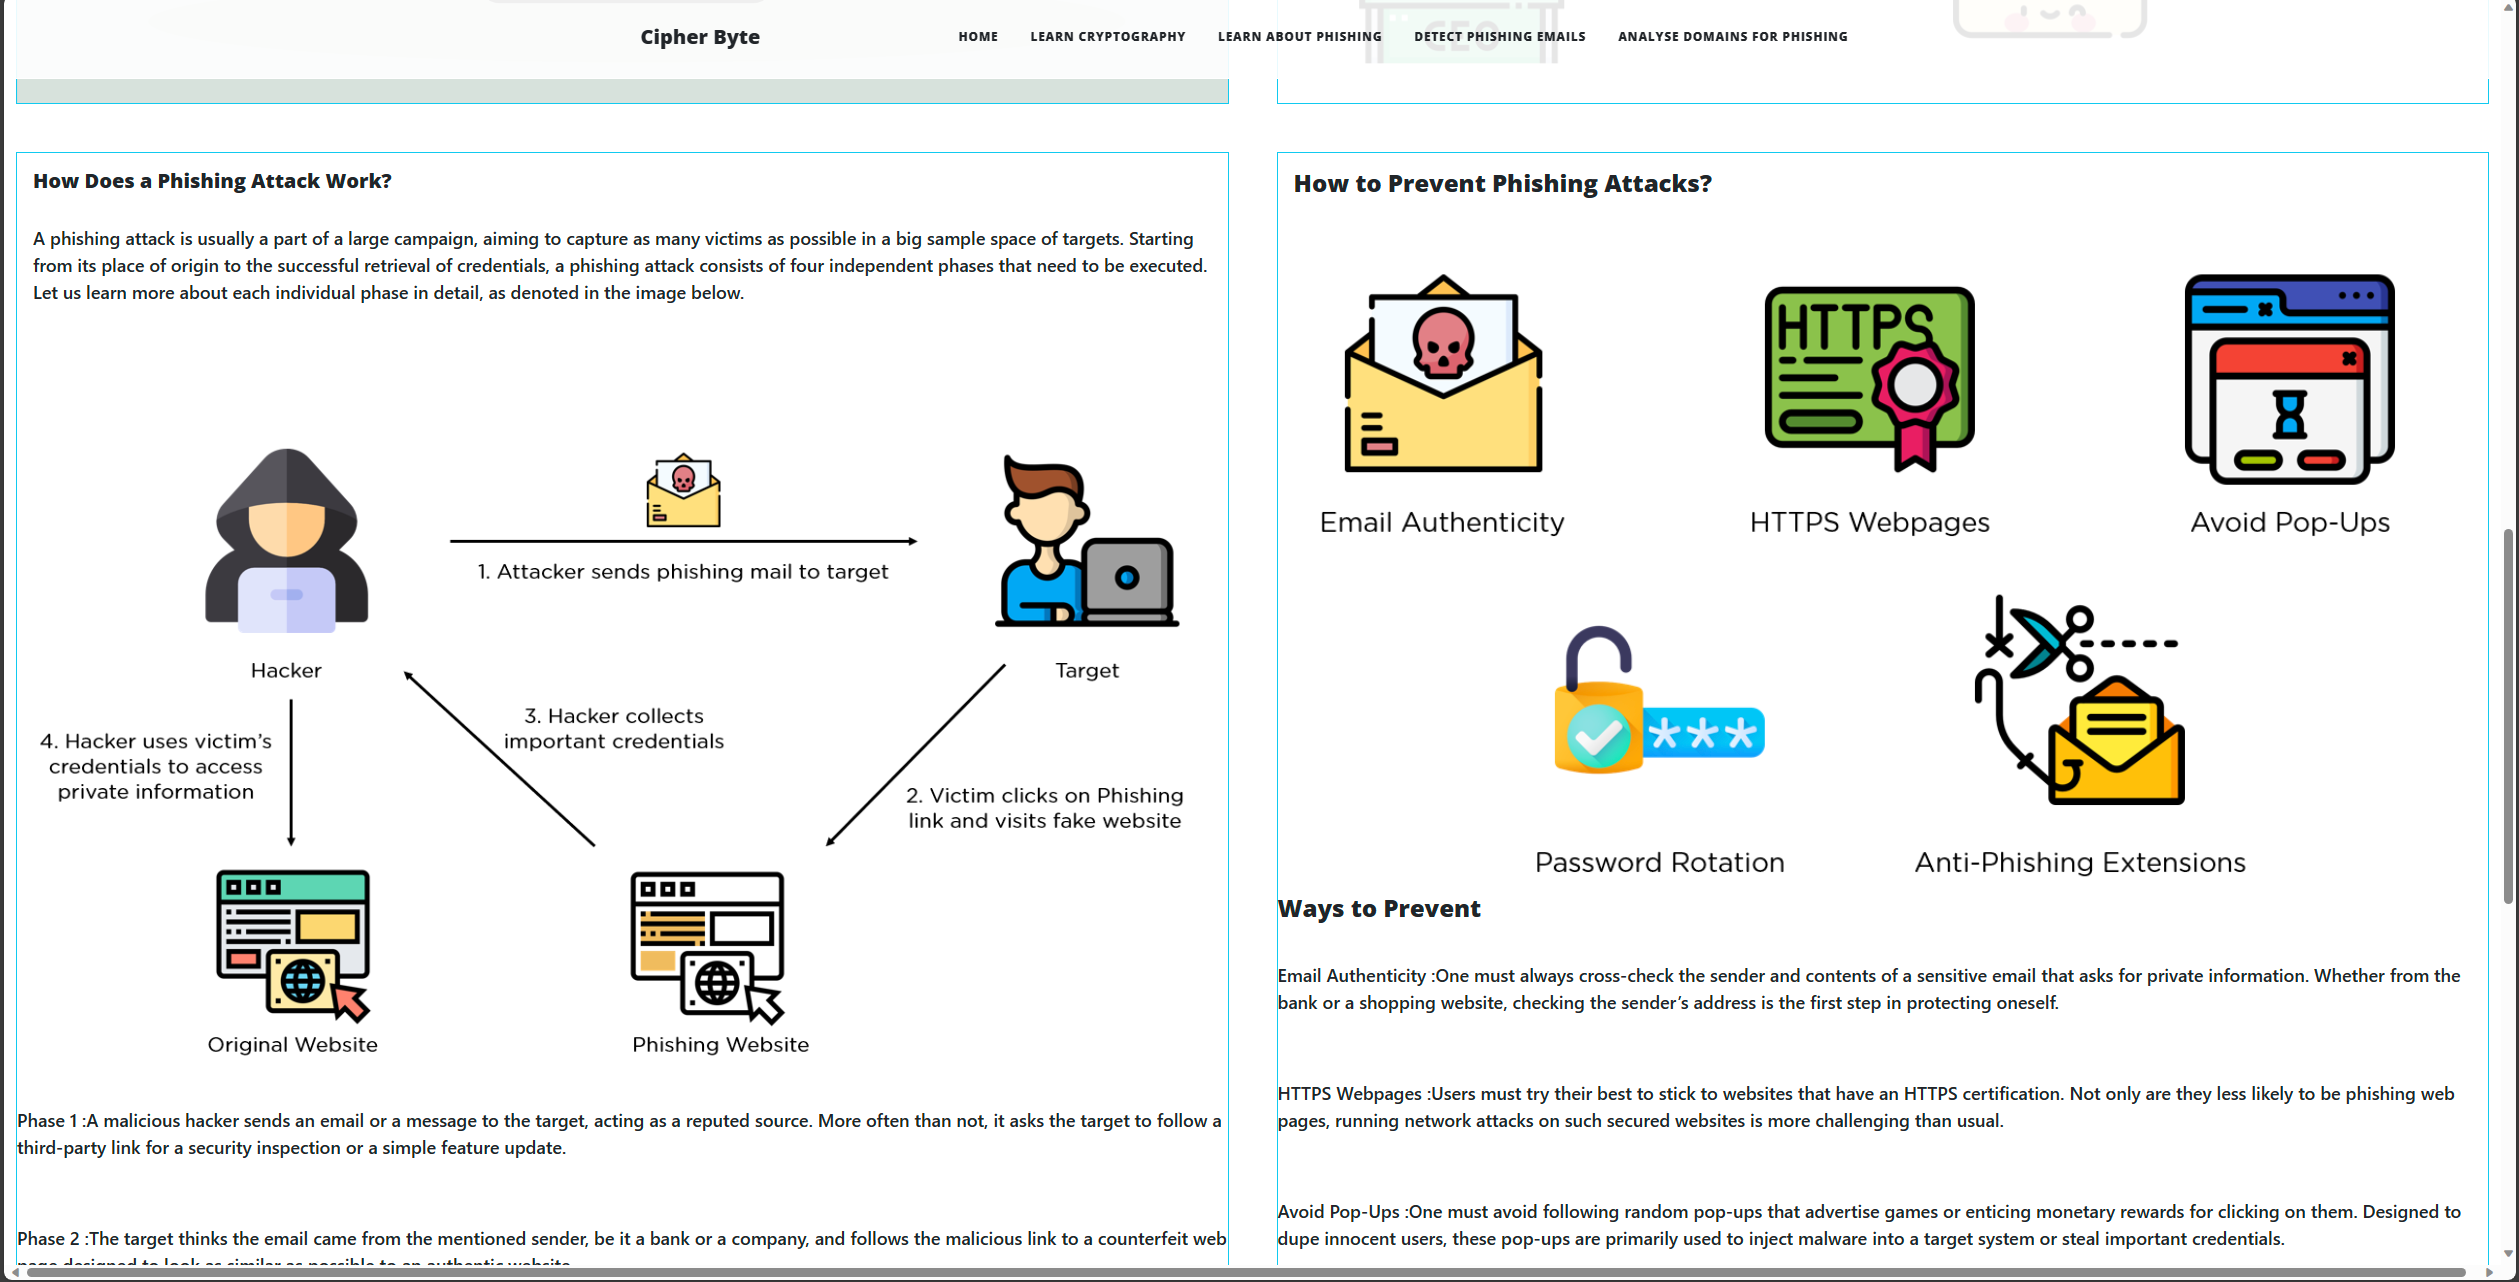 Cipher Byte
HOME
LEARN CRYPTOGRAPHY
LEARN ABOUT PHISHING
DETECT PHISHING EMAILS
ANALYSE DOMAINS FOR PHISHING
CEO
How Does a Phishing Attack Work?
A phishing attack is usually a part of a large campaign, aiming to capture as many victims as possible in a big sample space of targets. Starting
from its place of origin to the successful retrieval of credentials, a phishing attack consists of four independent phases that need to be executed.
Let us learn more about each individual phase in detail, as denoted in the image below.
1. Attacker sends phishing mail to target
Hacker
Target
3. Hacker collects
important credentials
4. Hacker uses victim's
credentials to access
private information
2. Victim clicks on Phishing
link and visits fake website
Original Website
Phishing Website
Phase 1 :A malicious hacker sends an email or a message to the target, acting as a reputed source. More often than not, it asks the target to follow a
third-party link for a security inspection or a simple feature update.
Phase 2 :The target thinks the email came from the mentioned sender, be it a bank or a company, and follows the malicious link to a counterfeit web
page designed to look as similar as possible to an authentic website.
How to Prevent Phishing Attacks?
HTTPS
Email Authenticity
HTTPS Webpages
Avoid Pop-Ups
***
Password Rotation
Anti-Phishing Extensions
Ways to Prevent
Email Authenticity :One must always cross-check the sender and contents of a sensitive email that asks for private information. Whether from the
bank or a shopping website, checking the sender’s address is the first step in protecting oneself.
HTTPS Webpages :Users must try their best to stick to websites that have an HTTPS certification. Not only are they less likely to be phishing web
pages, running network attacks on such secured websites is more challenging than usual.
Avoid Pop-Ups :One must avoid following random pop-ups that advertise games or enticing monetary rewards for clicking on them. Designed to
dupe innocent users, these pop-ups are primarily used to inject malware into a target system or steal important credentials.